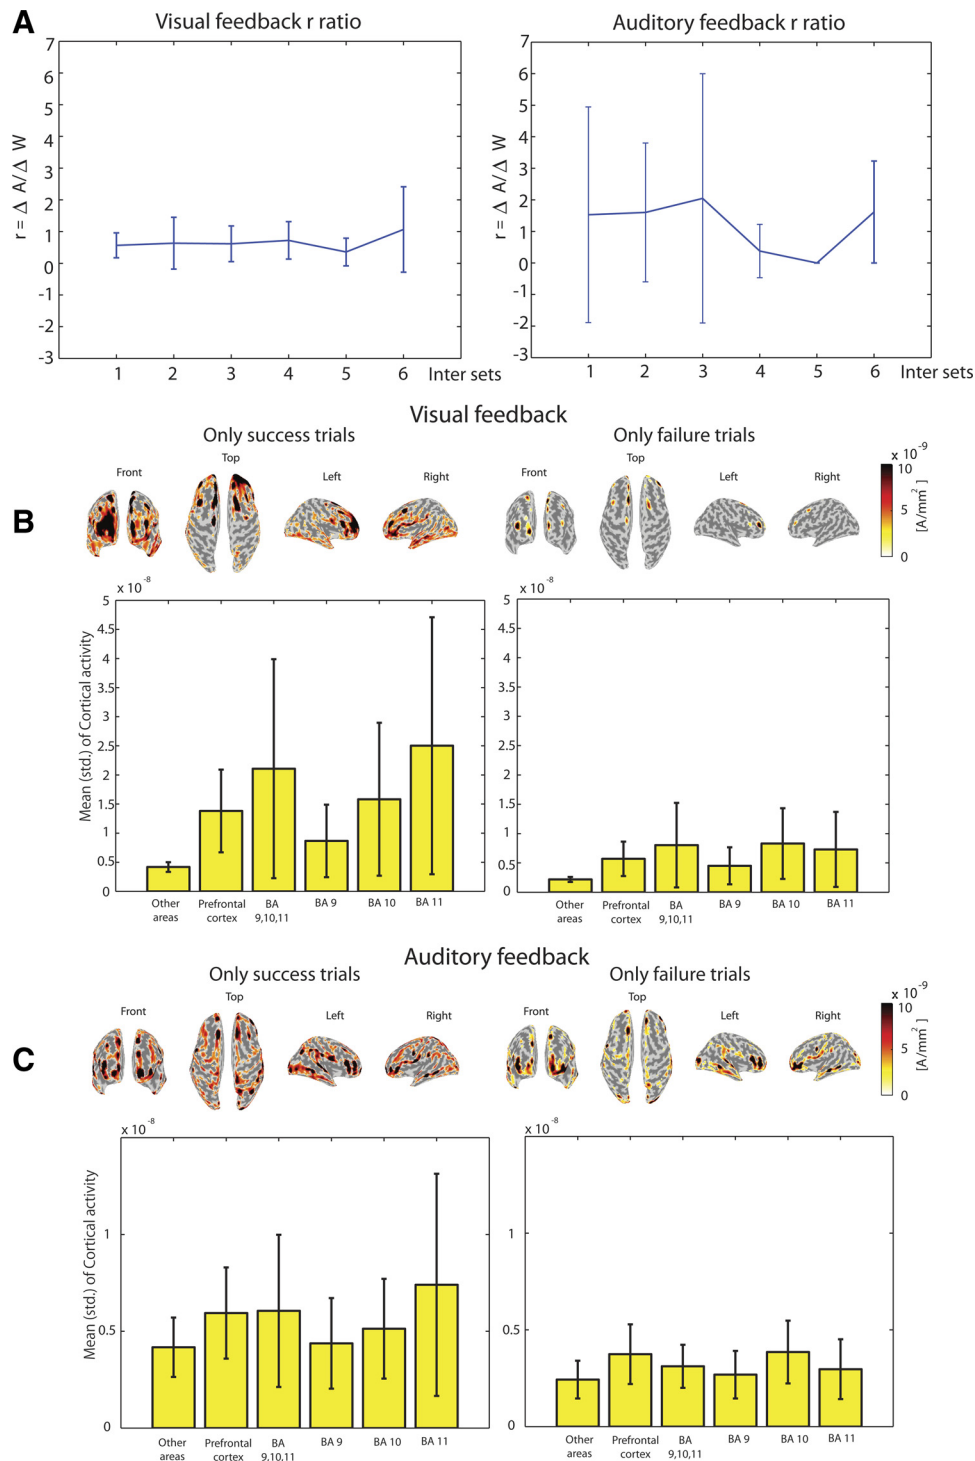 A
Visual feedback r ratio
Auditory feedback r ratio
r = Δ A/Δ W
7
6
5
4
3
2
1
0
-1
-2
-3
1 2 3 4 5 6 Inter sets
r = Δ A/Δ W
7
6
5
4
3
2
1
0
-1
-2
-3
1 2 3 4 5 6 Inter sets
Visual feedback
Only success trials
Only failure trials
B
Front Top Left Right
Front Top Left Right
x 10⁻⁹
10
5
0
[A/mm²]
x 10⁻⁸
Mean (std.) of Cortical activity
5
4.5
4
3.5
3
2.5
2
1.5
1
0.5
0
Other areas
Prefrontal cortex
BA 9,10,11
BA 9
BA 10
BA 11
x 10⁻⁸
5
4.5
4
3.5
3
2.5
2
1.5
1
0.5
0
Other areas
Prefrontal cortex
BA 9,10,11
BA 9
BA 10
BA 11
Auditory feedback
Only success trials
Only failure trials
C
Front Top Left Right
Front Top Left Right
x 10⁻⁹
10
5
0
[A/mm²]
x 10⁻⁸
Mean (std.) of Cortical activity
1
0.5
0
Other areas
Prefrontal cortex
BA 9,10,11
BA 9
BA 10
BA 11
x 10⁻⁸
1
0.5
0
Other areas
Prefrontal cortex
BA 9,10,11
BA 9
BA 10
BA 11